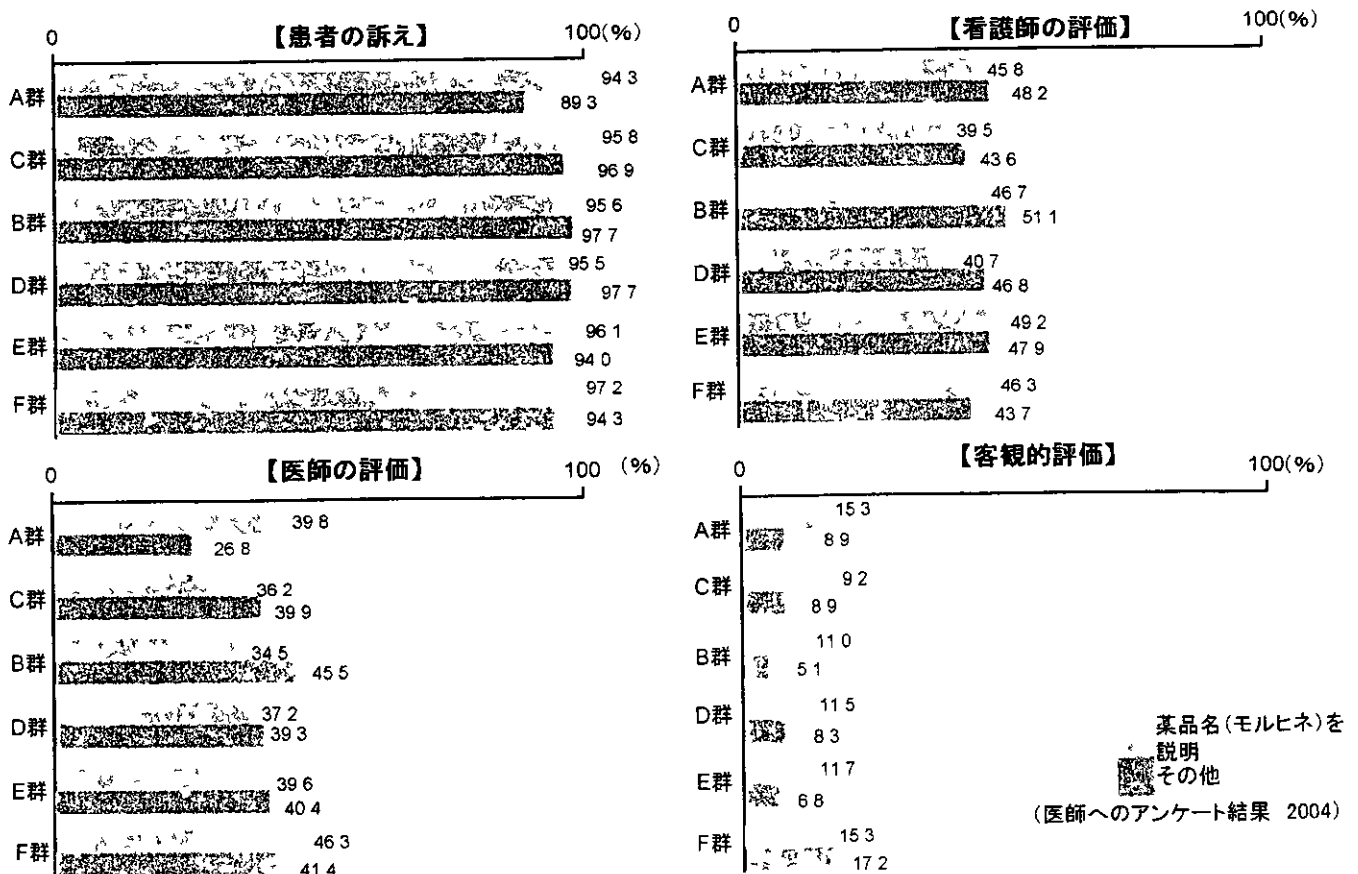 【患者の訴え】
0 100(%)
A群 94 3
89 3
C群 95 8
96 9
B群 95 6
97 7
D群 95 5
97 7
E群 96 1
94 0
F群 97 2
94 3
【看護師の評価】
0 100(%)
A群 45 8
48 2
C群 39 5
43 6
B群 46 7
51 1
D群 40 7
46 8
E群 49 2
47 9
F群 46 3
43 7
【医師の評価】
0 100 (%)
A群 39 8
26 8
C群 36 2
39 9
B群 34 5
45 5
D群 37 2
39 3
E群 39 6
40 4
F群 46 3
41 4
【客観的評価】
0 100(%)
A群 15 3
8 9
C群 9 2
8 9
B群 11 0
5 1
D群 11 5
8 3
E群 11 7
6 8
F群 15 3
17 2
薬品名(モルヒネ)を
説明
その他
(医師へのアンケート結果 2004)